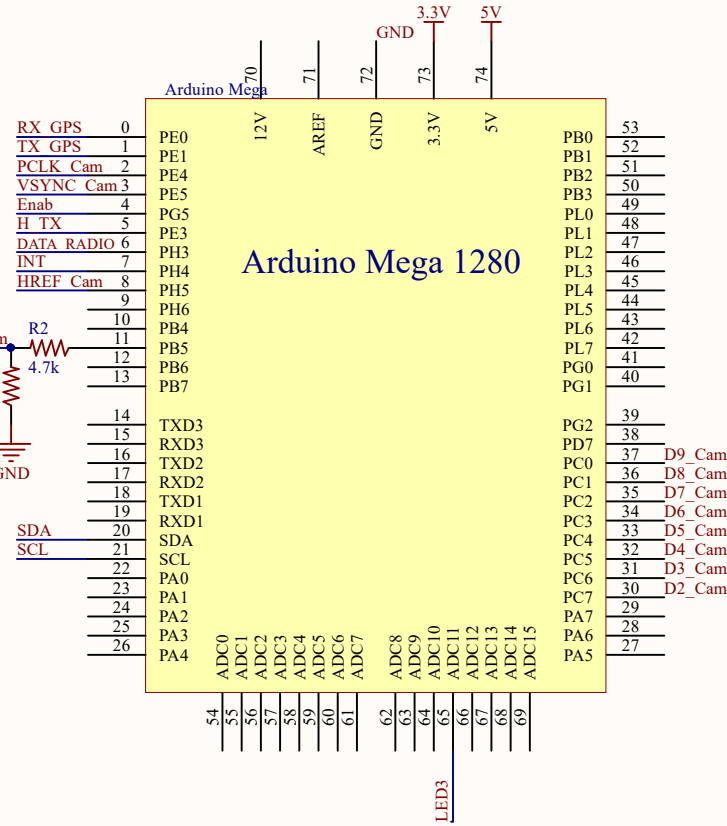 3.3V
5V
GND
70
71
72
73
74
Arduino Mega
12V
AREF
GND
3.3V
5V
RX_GPS 0 PE0
TX_GPS 1 PE1
PCLK_Cam 2 PE4
VSYNC_Cam 3 PE5
Enab 4 PG5
H_TX 5 PE3
DATA_RADIO 6 PH3
INT 7 PH4
HREF_Cam 8 PH5
9 PH6
10 PB4
R2
11 PB5
4.7k
12 PB6
13 PB7
GND
14 TXD3
15 RXD3
16 TXD2
17 RXD2
18 TXD1
19 RXD1
SDA 20 SDA
SCL 21 SCL
22 PA0
23 PA1
24 PA2
25 PA3
26 PA4
Arduino Mega 1280
PB0 53
PB1 52
PB2 51
PB3 50
PL0 49
PL1 48
PL2 47
PL3 46
PL4 45
PL5 44
PL6 43
PL7 42
PG0 41
PG1 40
PG2 39
PD7 38
PC0 37 D9_Cam
PC1 36 D8_Cam
PC2 35 D7_Cam
PC3 34 D6_Cam
PC4 33 D5_Cam
PC5 32 D4_Cam
PC6 31 D3_Cam
PC7 30 D2_Cam
PA7 29
PA6 28
PA5 27
ADC0
ADC1
ADC2
ADC3
ADC4
ADC5
ADC6
ADC7
ADC8
ADC9
ADC10
ADC11
ADC12
ADC13
ADC14
ADC15
54
55
56
57
58
59
60
61
62
63
64
65
66
67
68
69
LED3